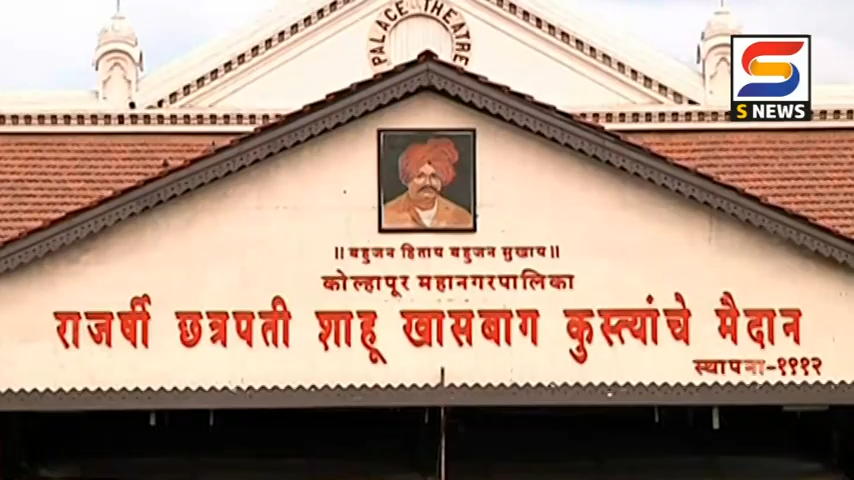 PALACE THEATRE
S NEWS
॥ बहुजन हिताय बहुजन सुखाय ॥
कोल्हापूर महानगरपालिका
राजर्षी छत्रपती शाहू खासबाग कुस्त्यांचे मैदान
स्थापना-१९१२